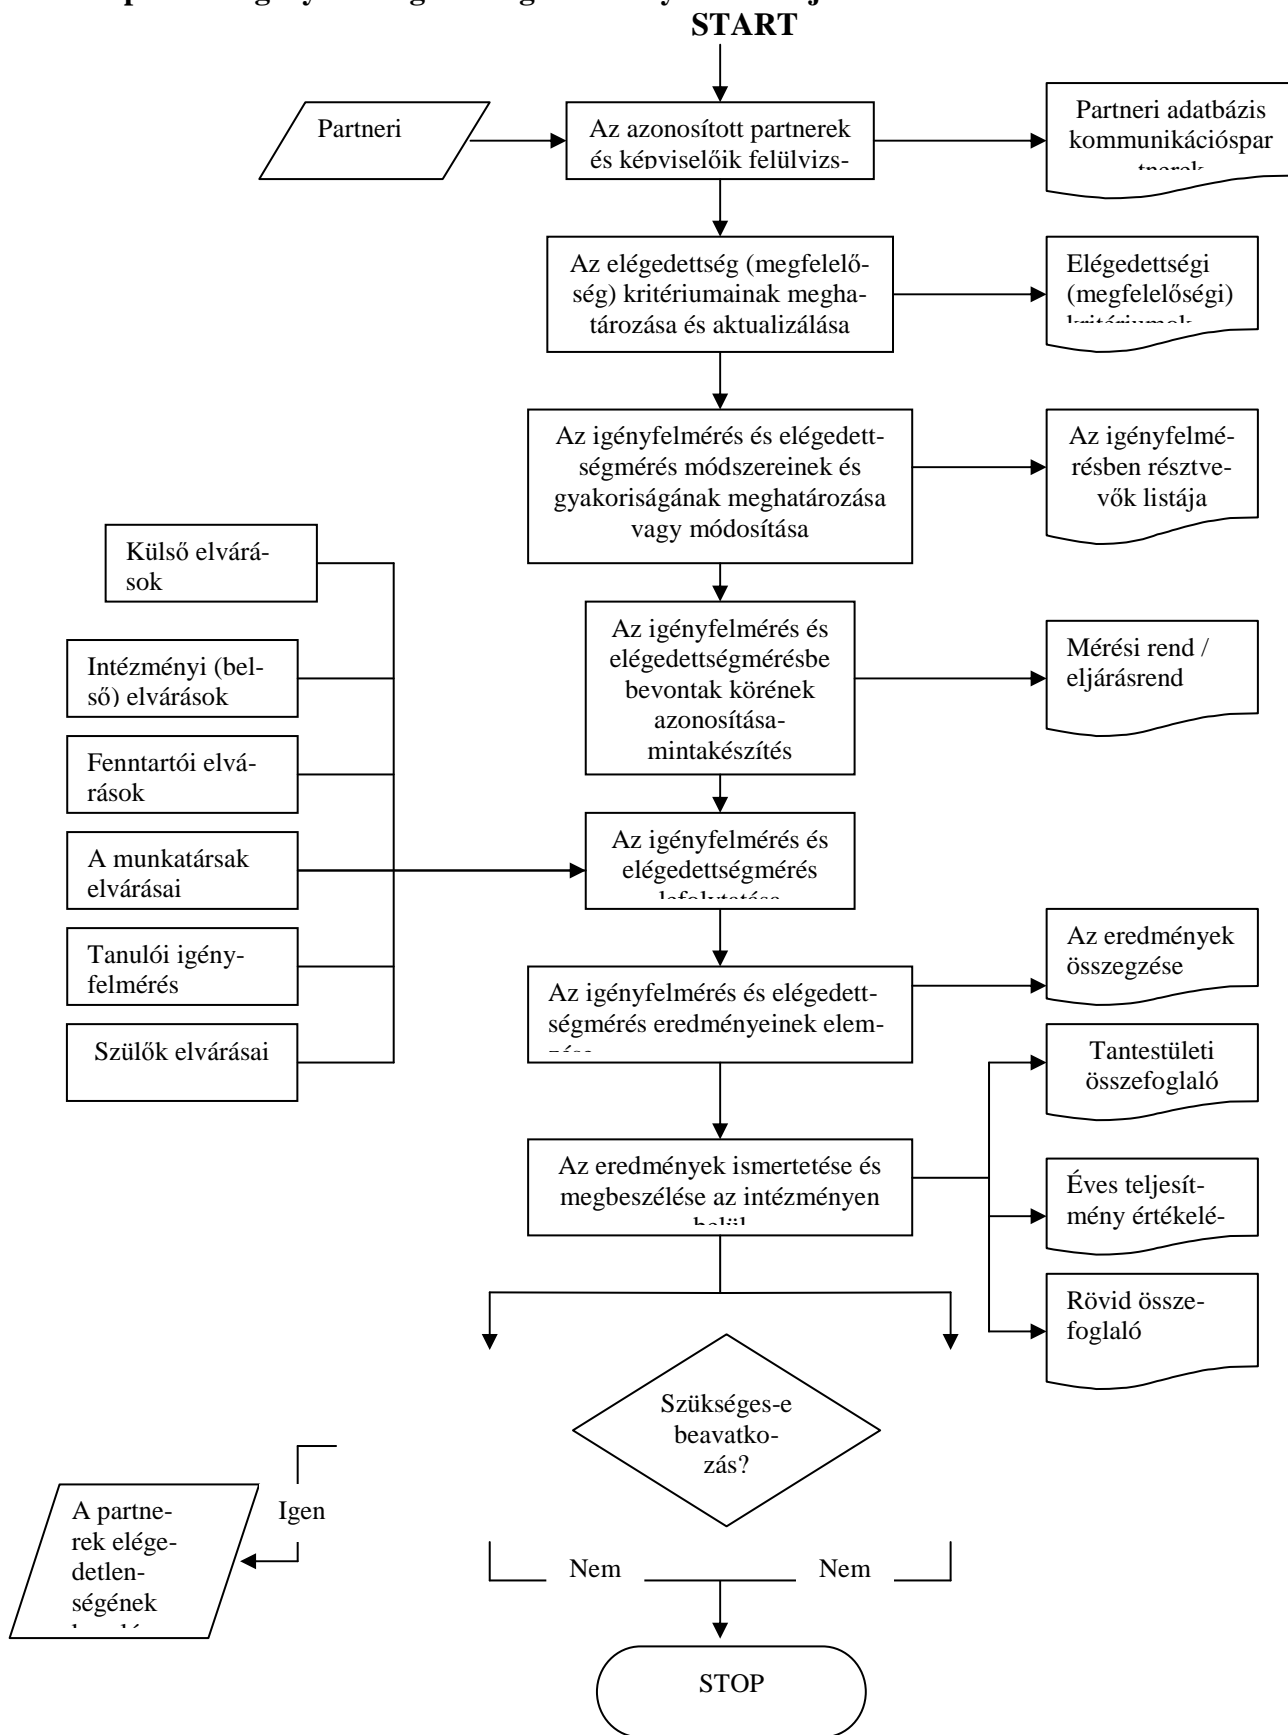 START
Partneri
Az azonosított partnerek
és képviselőik felülvizs-
Partneri adatbázis
kommunikációspar
tnerek
Az elégedettség (megfelelő-
ség) kritériumainak megha-
tározása és aktualizálása
Elégedettségi
(megfelelőségi)
kritériumok
Az igényfelmérés és elégedett-
ségmérés módszereinek és
gyakoriságának meghatározása
vagy módosítása
Az igényfelmé-
résben résztve-
vők listája
Külső elvárá-
sok
Intézményi (bel-
ső) elvárások
Fenntartói elvá-
rások
A munkatársak
elvárásai
Tanulói igény-
felmérés
Szülők elvárásai
Az igényfelmérés és
elégedettségmérésbe
bevontak körének
azonosítása-
mintakészítés
Mérési rend /
eljárásrend
Az igényfelmérés és
elégedettségmérés
lefolytatása
Az igényfelmérés és elégedett-
ségmérés eredményeinek elem-
zése
Az eredmények
összegzése
Tantestületi
összefoglaló
Az eredmények ismertetése és
megbeszélése az intézményen
belül
Éves teljesít-
mény értékelé-
Rövid össze-
foglaló
Szükséges-e
beavatko-
zás?
Igen
A partne-
rek elége-
detlen-
ségének
Nem
Nem
STOP